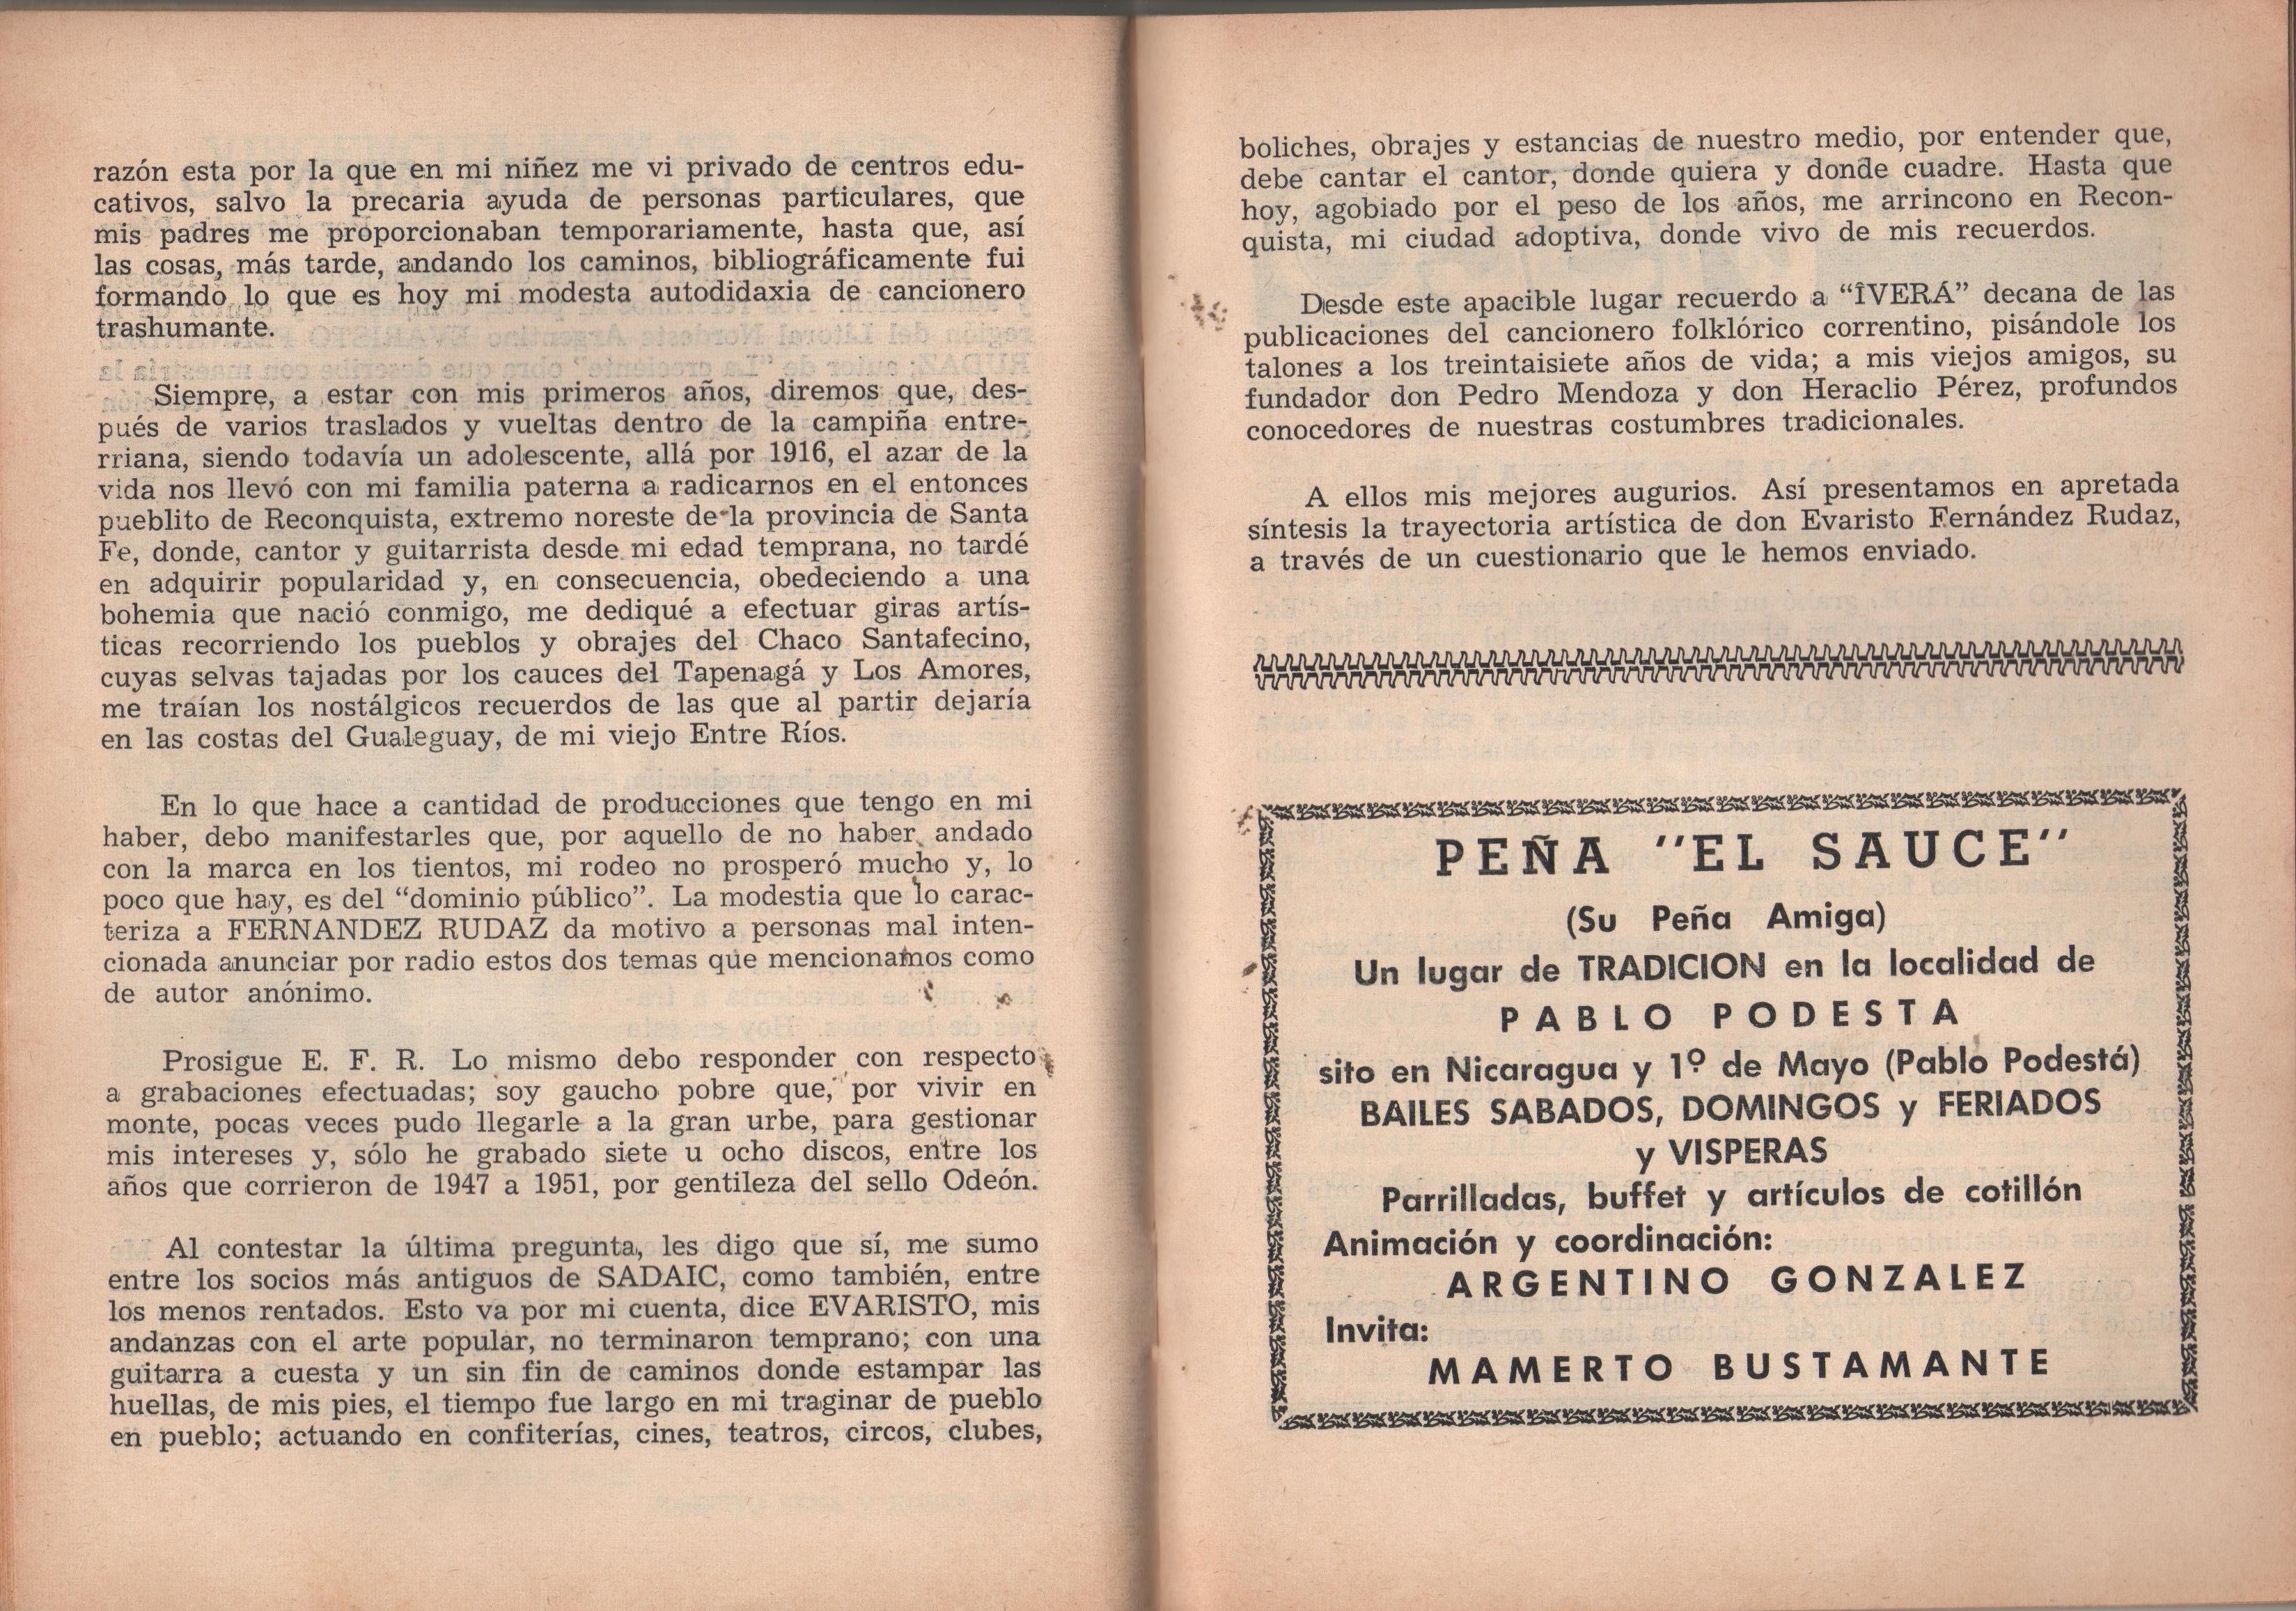 razón esta por la que en mi niñez me vi privado de centros edu-
cativos, salvo la precaria ayuda de personas particulares, que
mis padres me proporcionaban temporariamente, hasta que, así
las cosas, más tarde, andando los caminos, bibliográficamente fui
formando lo que es hoy mi modesta autodidaxia de cancionero
trashumante.
Siempre, a estar con mis primeros años, diremos que, des-
pués de varios traslados y vueltas dentro de la campiña entre-
rriana, siendo todavía un adolescente, allá por 1916, el azar de la
vida nos llevó con mi familia paterna a radicarnos en el entonces
pueblito de Reconquista, extremo noreste de la provincia de Santa
Fe, donde, cantor y guitarrista desde mi edad temprana, no tardé
en adquirir popularidad y, en consecuencia, obedeciendo a una
bohemia que nació conmigo, me dediqué a efectuar giras artís-
ticas recorriendo los pueblos y obrajes del Chaco Santafecino,
cuyas selvas tajadas por los cauces del Tapenagá y Los Amores,
me traían los nostálgicos recuerdos de las que al partir dejaría
en las costas del Gualeguay, de mi viejo Entre Ríos.
En lo que hace a cantidad de producciones que tengo en mi
haber, debo manifestarles que, por aquello de no haber andado
con la marca en los tientos, mi rodeo no prosperó mucho y, lo
poco que hay, es del “dominio público”. La modestia que lo carac-
teriza a FERNANDEZ RUDAZ da motivo a personas mal inten-
cionada anunciar por radio estos dos temas que mencionamos como
de autor anónimo.
Prosigue E. F. R. Lo mismo debo responder con respecto
a grabaciones efectuadas; soy gaucho pobre que, por vivir en
monte, pocas veces pudo llegarle a la gran urbe, para gestionar
mis intereses y, sólo he grabado siete u ocho discos, entre los
años que corrieron de 1947 a 1951, por gentileza del sello Odeón.
Al contestar la última pregunta, les digo que sí, me sumo
entre los socios más antiguos de SADAIC, como también, entre
los menos rentados. Esto va por mi cuenta, dice EVARISTO, mis
andanzas con el arte popular, no terminaron temprano; con una
guitarra a cuesta y un sin fin de caminos donde estampar las
huellas, de mis pies, el tiempo fue largo en mi traginar de pueblo
en pueblo; actuando en confiterías, cines, teatros, circos, clubes,
boliches, obrajes y estancias de nuestro medio, por entender que,
debe cantar el cantor, donde quiera y donde cuadre. Hasta que
hoy, agobiado por el peso de los años, me arrincono en Recon-
quista, mi ciudad adoptiva, donde vivo de mis recuerdos.
Desde este apacible lugar recuerdo a “ÎVERÁ” decana de las
publicaciones del cancionero folklórico correntino, pisándole los
talones a los treintaisiete años de vida; a mis viejos amigos, su
fundador don Pedro Mendoza y don Heraclio Pérez, profundos
conocedores de nuestras costumbres tradicionales.
A ellos mis mejores augurios. Así presentamos en apretada
síntesis la trayectoria artística de don Evaristo Fernández Rudaz,
a través de un cuestionario que le hemos enviado.
PEÑA "EL SAUCE"
(Su Peña Amiga)
Un lugar de TRADICION en la localidad de
PABLO PODESTA
sito en Nicaragua y 1º de Mayo (Pablo Podestá)
BAILES SABADOS, DOMINGOS y FERIADOS
y VISPERAS
Parrilladas, buffet y artículos de cotillón
Animación y coordinación:
ARGENTINO GONZALEZ
Invita:
MAMERTO BUSTAMANTE